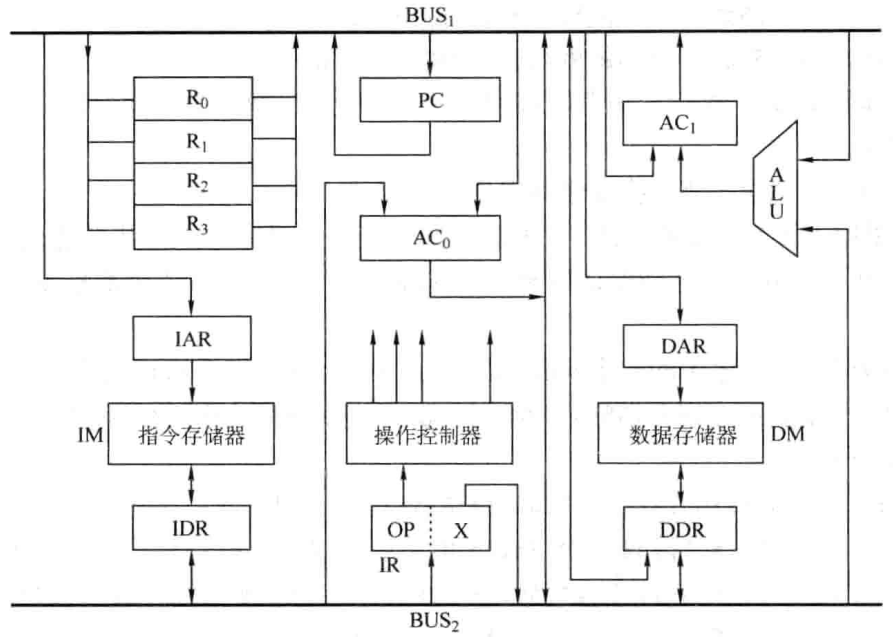 BUS₁
R₀
R₁
R₂
R₃
PC
AC₀
AC₁
ALU
IAR
DAR
IM 指令存储器
操作控制器
数据存储器 DM
IDR
OP X
DDR
IR
BUS₂